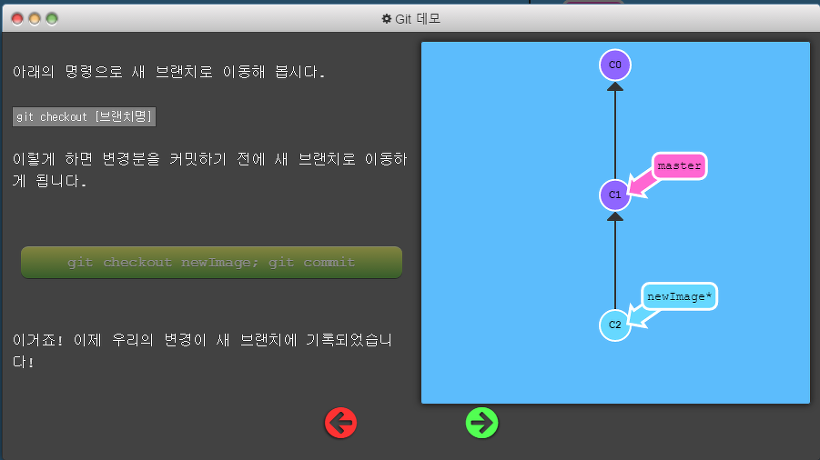 Git 데모
아래의 명령으로 새 브랜치로 이동해 봅시다.
git checkout [브랜치명]
이렇게 하면 변경분을 커밋하기 전에 새 브랜치로 이동하
게 됩니다.
git checkout newImage; git commit
이거죠! 이제 우리의 변경이 새 브랜치에 기록되었습니
다!
C0
master
C1
newImage*
C2